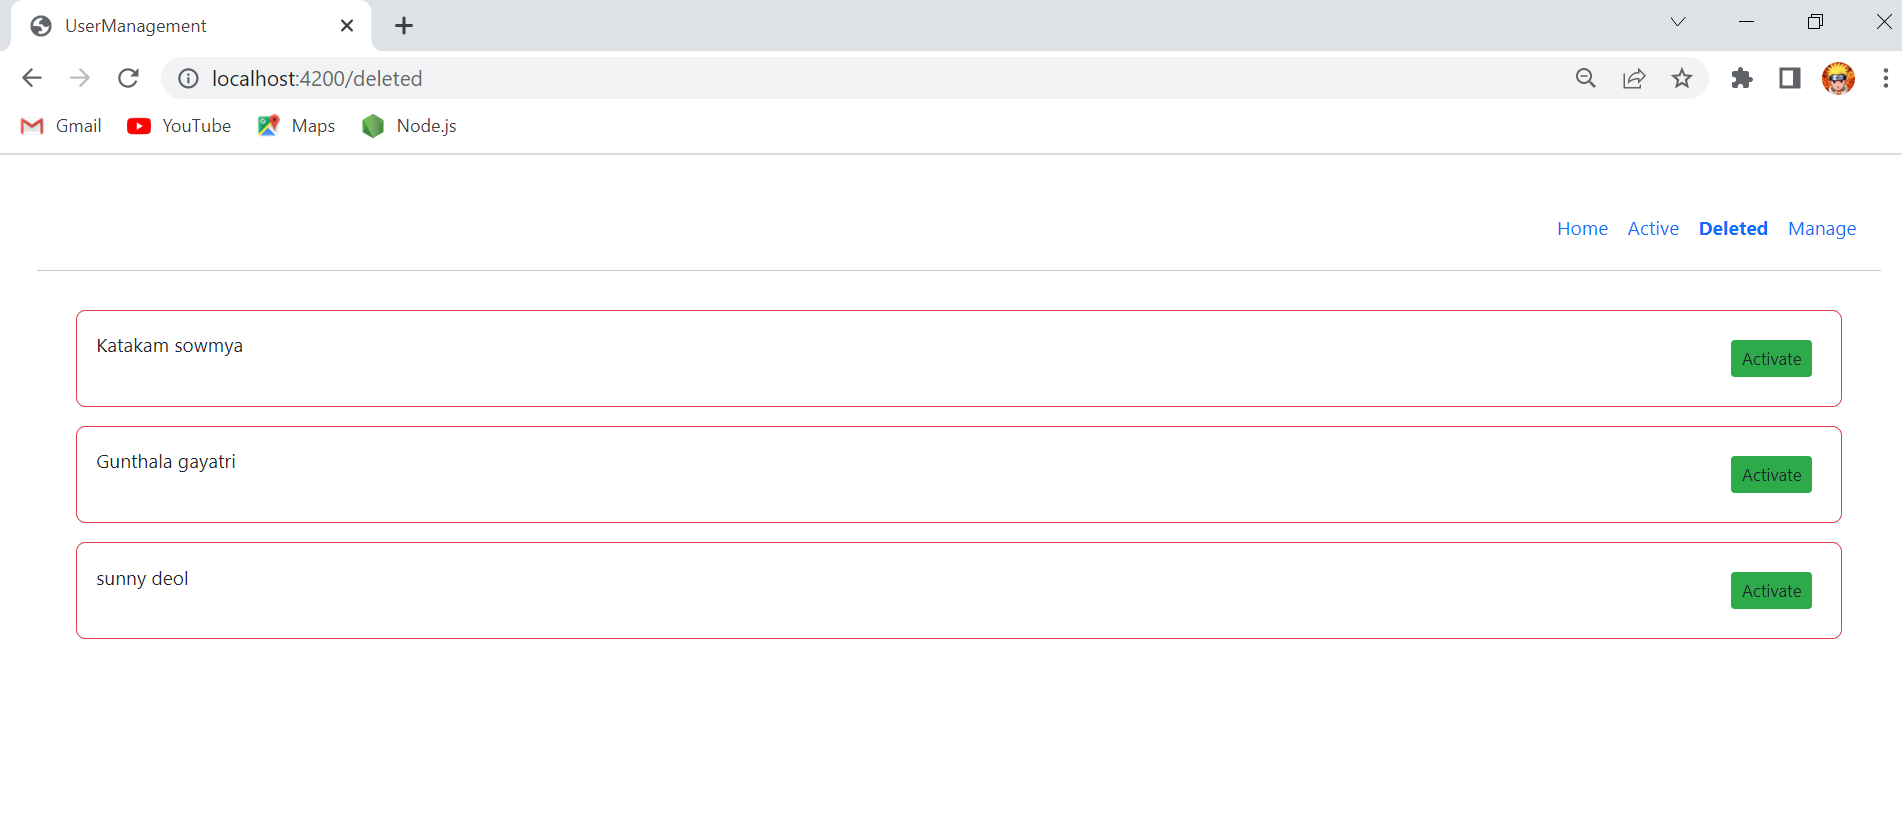 UserManagement
localhost:4200/deleted
Gmail YouTube Maps Node.js
Home Active Deleted Manage
Katakam sowmya
Activate
Gunthala gayatri
Activate
sunny deol
Activate